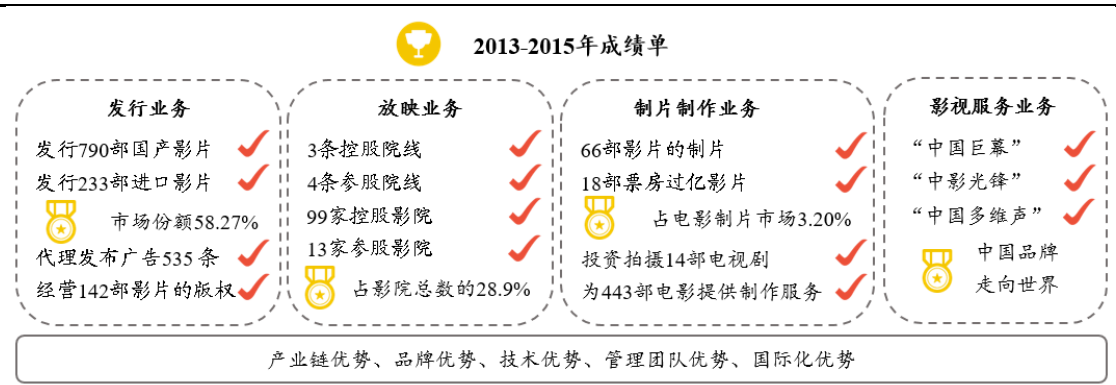 2013-2015年成绩单
发行业务
发行790部国产影片
发行233部进口影片
市场份额58.27%
代理发布广告535 条
经营142部影片的版权
放映业务
3条控股院线
4条参股院线
99家控股影院
13家参股影院
占影院总数的28.9%
制片制作业务
66部影片的制片
18部票房过亿影片
占电影制片市场3.20%
投资拍摄14部电视剧
为443部电影提供制作服务
影视服务业务
“中国巨幕”
“中影光锋”
“中国多维声”
中国品牌
走向世界
产业链优势、品牌优势、技术优势、管理团队优势、国际化优势